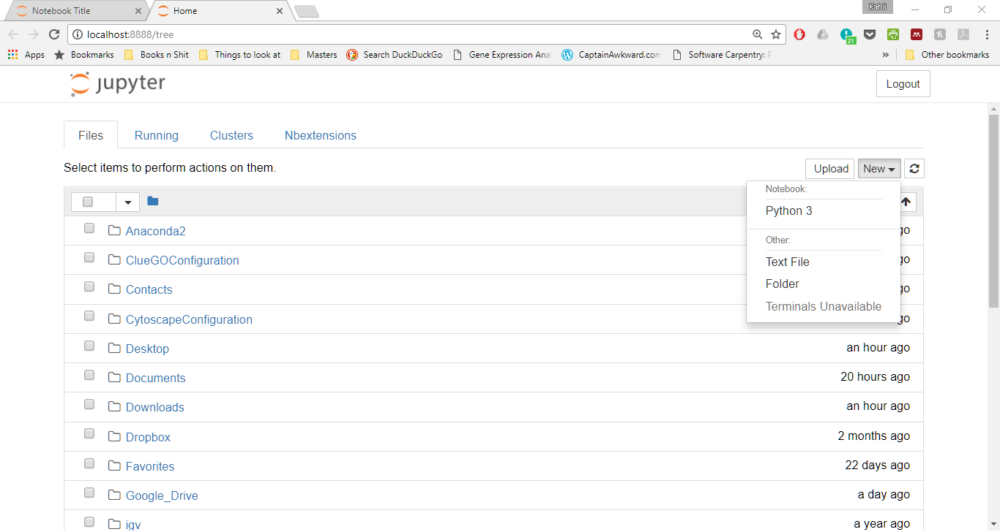 Notebook Title
Home
Kahli
localhost:8888/tree
21
Apps
Bookmarks
Books n Shit
Things to look at
Masters
Search DuckDuckGo
Gene Expression Ana
CaptainAwkward.com
Software Carpentry:
»
Other bookmarks
jupyter
Logout
Files
Running
Clusters
Nbextensions
Select items to perform actions on them.
Upload
New
Notebook:
Python 3
Other:
Text File
Folder
Terminals Unavailable
Anaconda2 go
ClueGOConfiguration go
Contacts go
CytoscapeConfiguration go
Desktop an hour ago
Documents 20 hours ago
Downloads an hour ago
Dropbox 2 months ago
Favorites 22 days ago
Google_Drive a day ago
igv a year ago